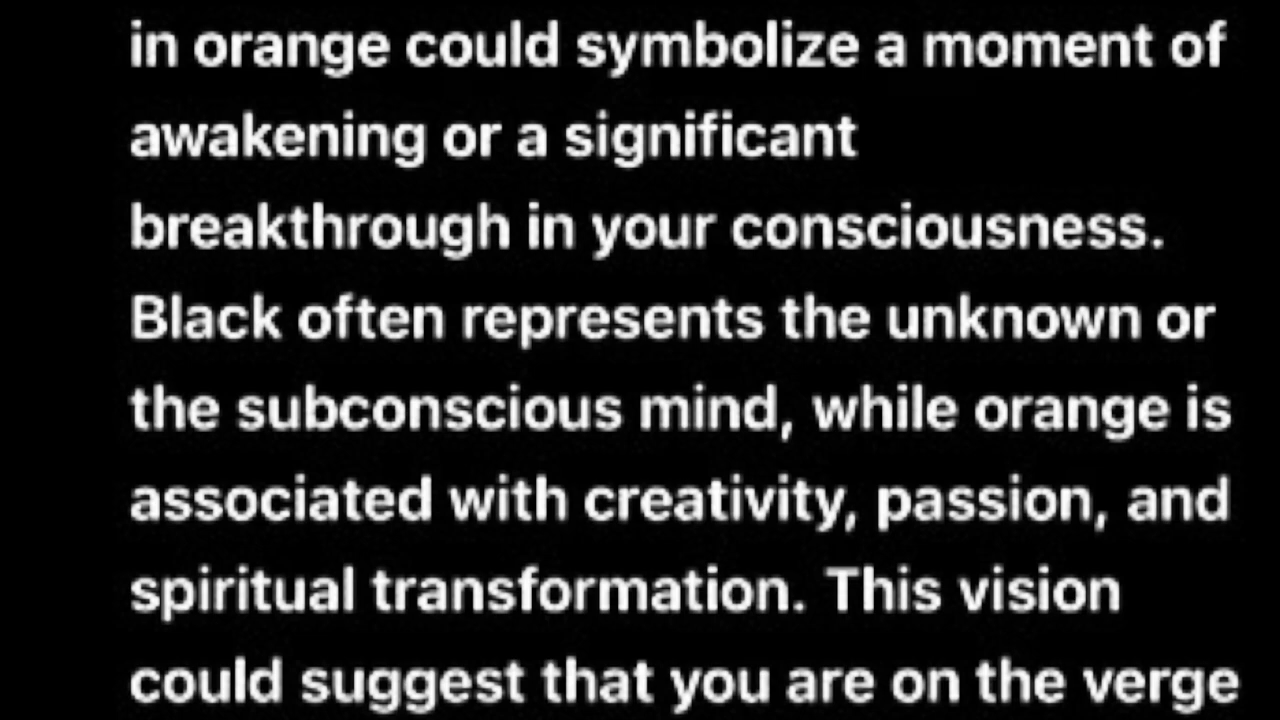 in orange could symbolize a moment of
awakening or a significant
breakthrough in your consciousness.
Black often represents the unknown or
the subconscious mind, while orange is
associated with creativity, passion, and
spiritual transformation. This vision
could suggest that you are on the verge